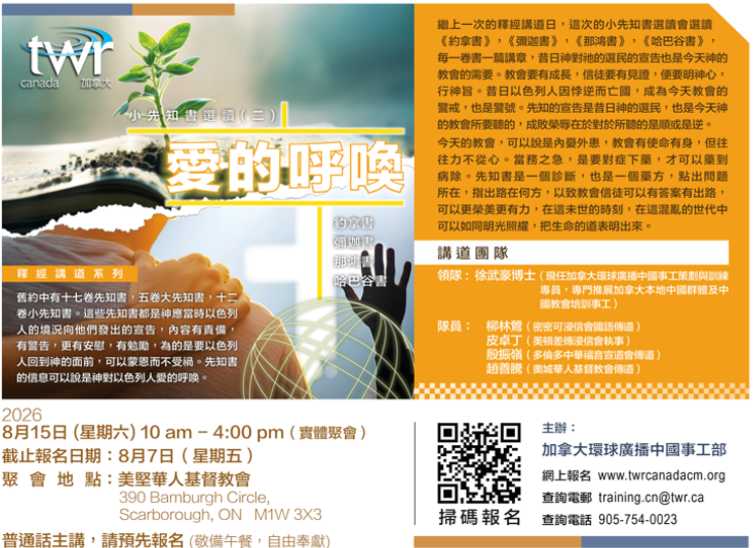 twr
canada 加拿大
小先知書選讀（二）
愛的呼喚
約拿書
彌迦書
那鴻書
哈巴谷書
釋經講道系列
舊約中有十七卷先知書，五卷大先知書，十二
卷小先知書。這些先知書都是神應當時以色列
人的境況向他們發出的宣告，內容有責備，
有警告，更有安慰，有勉勵，為的是要以色列
人回到神的面前，可以蒙恩而不受禍。先知書
的信息可以說是神對以色列人愛的呼喚。
繼上一次的釋經講道日，這次的小先知書選讀會選讀
《約拿書》，《彌迦書》，《那鴻書》，《哈巴谷書》，
每一卷書一篇講章，昔日神對祂的選民的宣告也是今天神的
教會的需要。教會要有成長，信徒要有見證，便要明神心，
行神旨。昔日以色列人因悖逆而亡國，成為今天教會的
警戒，也是警號。先知的宣告是昔日神的選民，也是今天神
的教會所要聽的，成敗榮辱在於對於所聽的是順或是逆。
今天的教會，可以說是內憂外患，教會有使命有身，但往
往力不從心。當務之急，是要對症下藥，才可以藥到
病除。先知書是一個診斷，也是一個藥方，點出問題
所在，指出路在何方，以致教會信徒可以有答案有出路，
可以更榮美更有力，在這末世的時刻，在這混亂的世代中
可以如同明光照耀，把生命的道表明出來。
講道團隊
領隊：徐武豪博士（現任加拿大環球廣播中國事工策劃與訓練
專員，專門推展加拿大本地中國群體及中
國教會培訓事工）
隊員：柳林鶯（密密可浸信會國語傳道）
皮卓丁（美頓差傳浸信會執事）
殷振嶺（多倫多中華福音宣道會傳道）
趙善騰（奧城華人基督教會傳道）
2026
8月15日 (星期六) 10 am – 4:00 pm（實體聚會）
截止報名日期：8月7日（星期五）
聚會地點：美堅華人基督教會
390 Bamburgh Circle,
Scarborough, ON M1W 3X3
普通話主講，請預先報名 (敬備午餐，自由奉獻)
掃碼報名
主辦：
加拿大環球廣播中國事工部
網上報名 www.twrcanadacm.org
查詢電郵 training.cn@twr.ca
查詢電話 905-754-0023